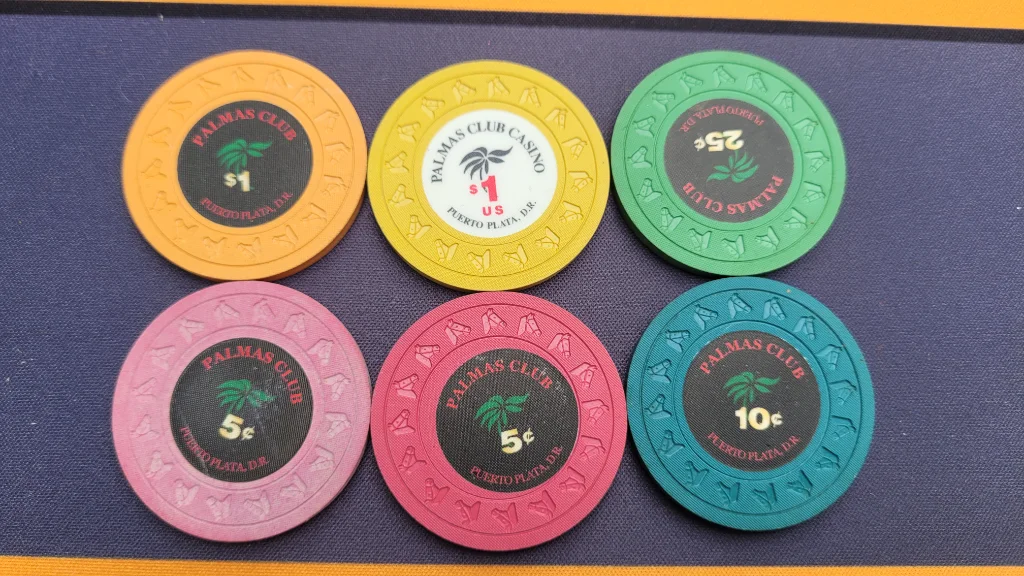 PALMAS CLUB
$1
PUERTO PLATA, D.R.
PALMAS CLUB CASINO
$1
US
PUERTO PLATA, D.R.
PALMAS CLUB
25¢
PUERTO PLATA, D.R.
PALMAS CLUB
5¢
PUERTO PLATA, D.R.
PALMAS CLUB
5¢
PUERTO PLATA, D.R.
PALMAS CLUB
10¢
PUERTO PLATA, D.R.